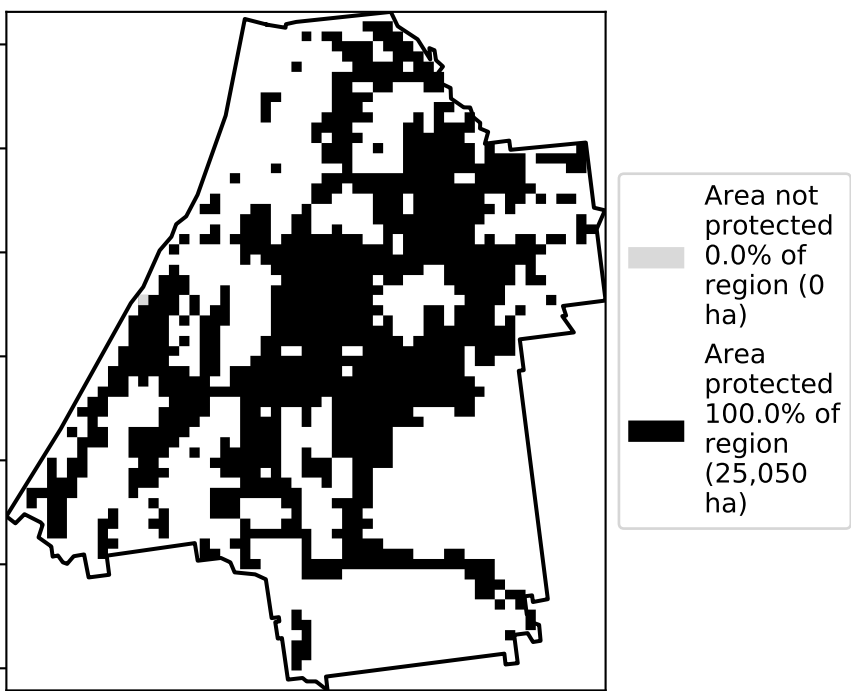 Area not
protected
0.0% of
region (0
ha)
Area
protected
100.0% of
region
(25,050
ha)